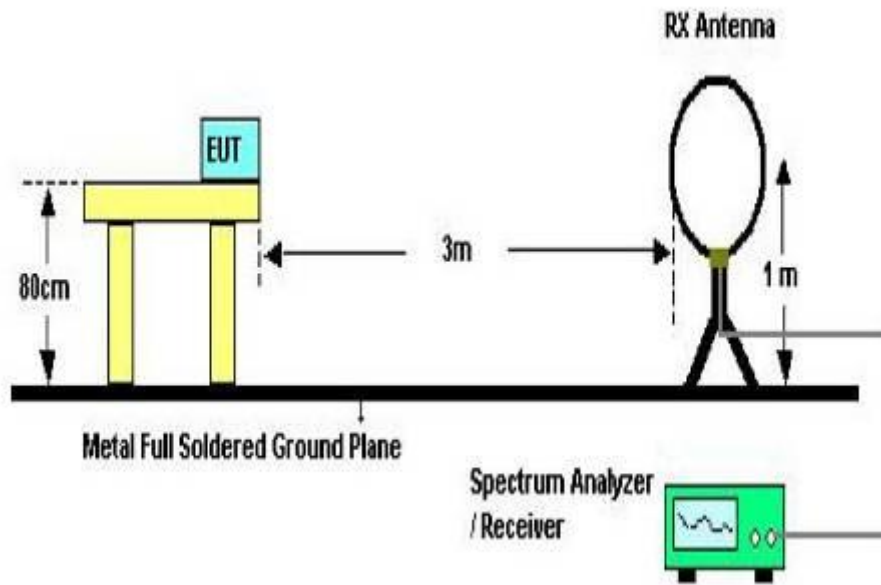 RX Antenna
EUT
3m
80cm
1 m
Metal Full Soldered Ground Plane
Spectrum Analyzer
/ Receiver